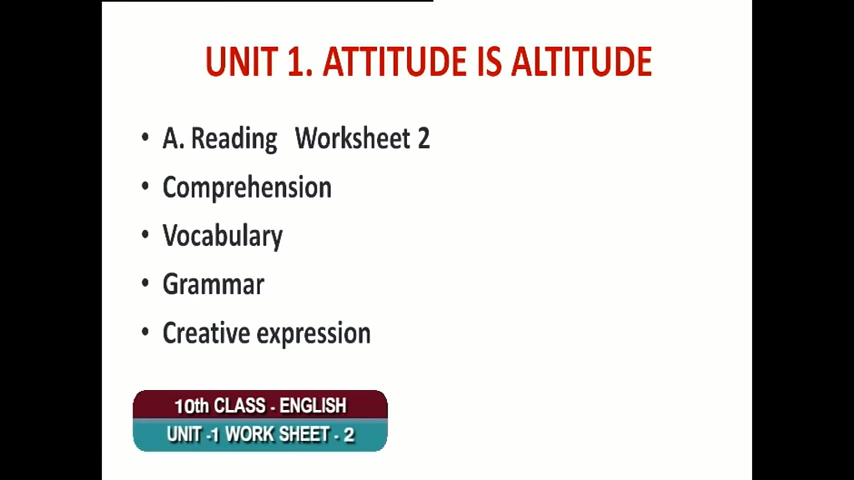 UNIT 1. ATTITUDE IS ALTITUDE
• A. Reading Worksheet 2
• Comprehension
• Vocabulary
• Grammar
• Creative expression
10th CLASS - ENGLISH
UNIT -1 WORK SHEET - 2